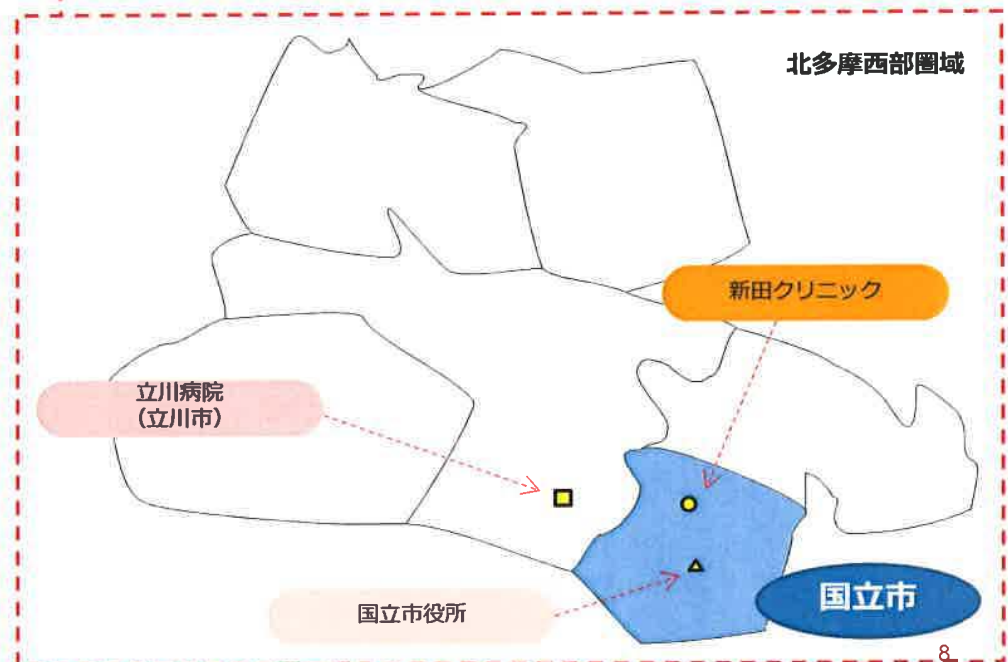 北多摩西部圏域
新田クリニック
立川病院
（立川市）
国立市役所
国立市
8